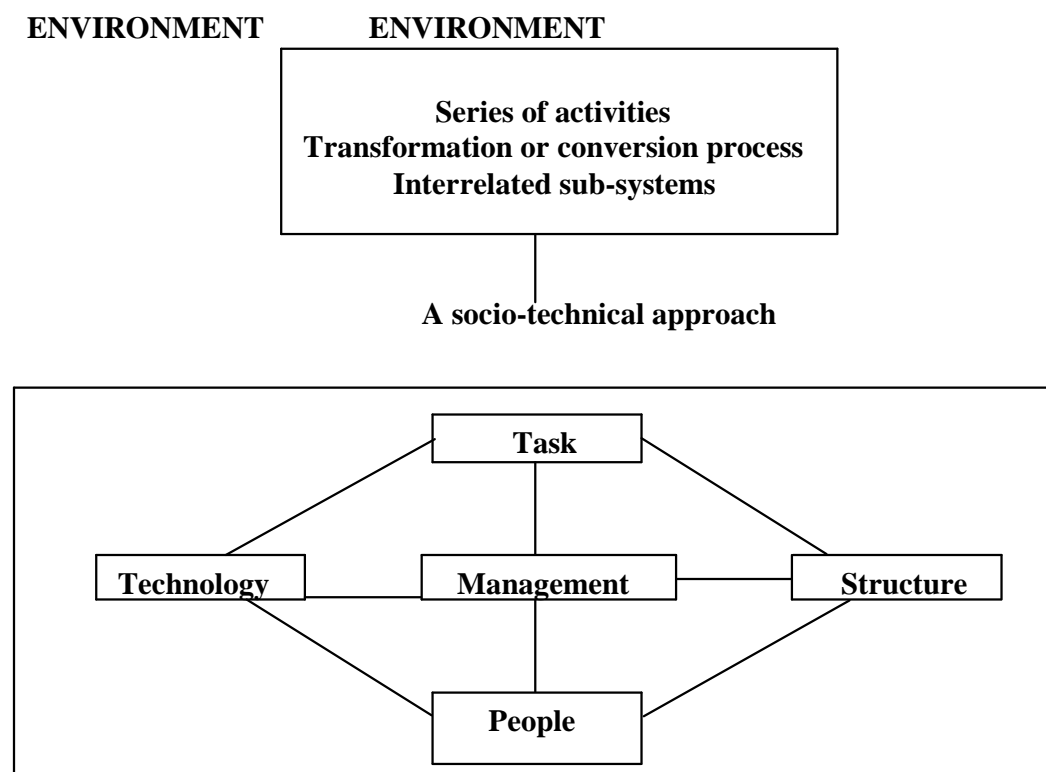 ENVIRONMENT ENVIRONMENT
Series of activities
Transformation or conversion process
Interrelated sub-systems
A socio-technical approach
Task
Technology Management Structure
People